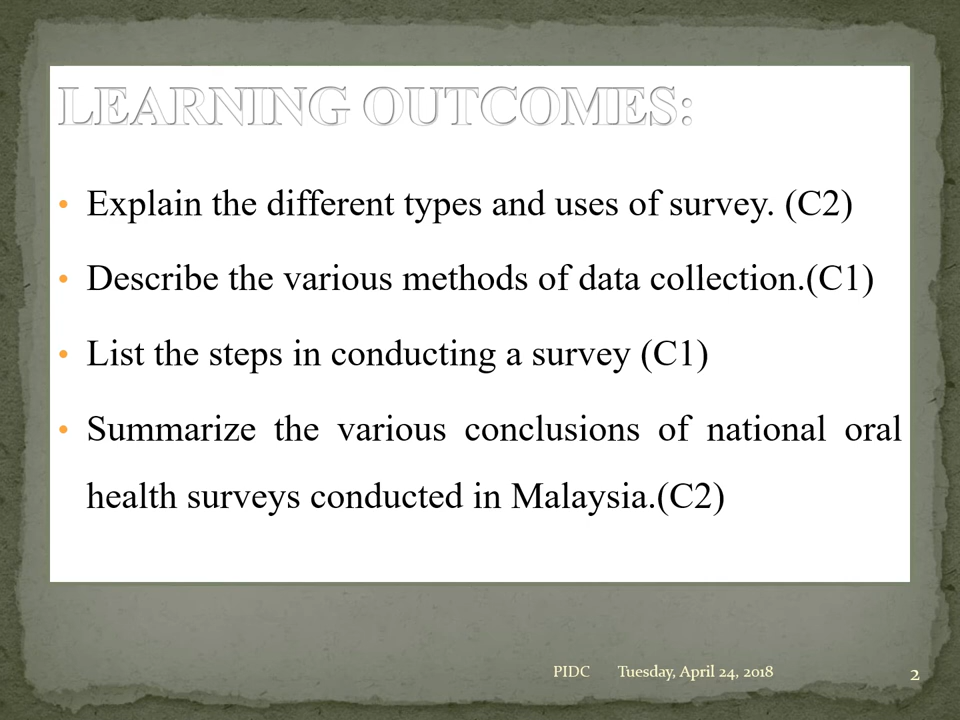 LEARNING OUTCOMES:
• Explain the different types and uses of survey. (C2)
• Describe the various methods of data collection.(C1)
• List the steps in conducting a survey (C1)
• Summarize the various conclusions of national oral
health surveys conducted in Malaysia.(C2)
PIDC Tuesday, April 24, 2018 2